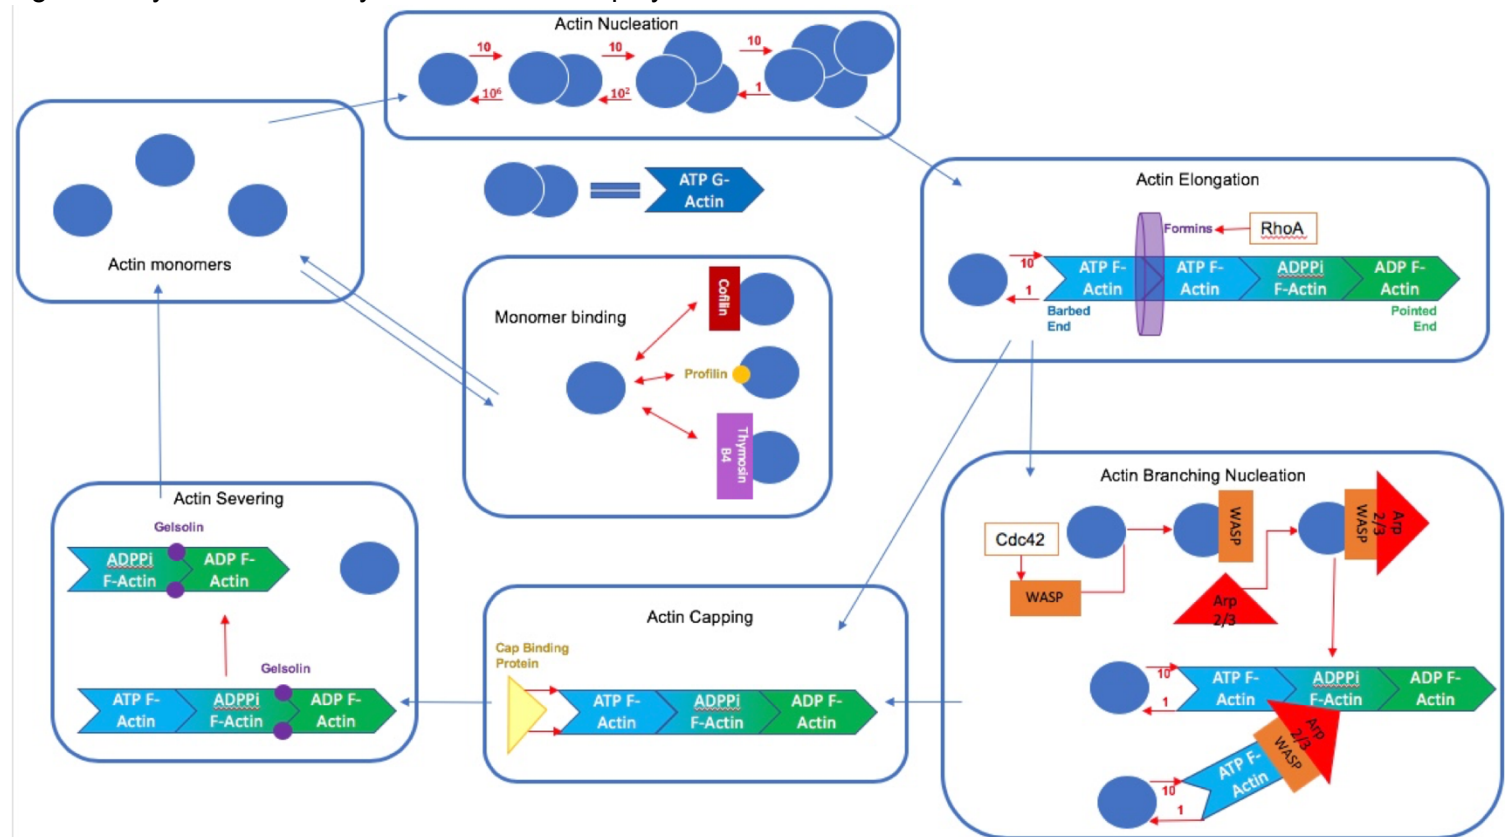 Actin Nucleation
10
10
10
10⁶
10²
1
Actin monomers
ATP G-
Actin
Actin Elongation
Formins
RhoA
10
1
ATP F-
Actin
ATP F-
Actin
ADPPi
F-Actin
ADP F-
Actin
Barbed
End
Pointed
End
Monomer binding
Cofilin
Profilin
Thymosin
B4
Actin Severing
Gelsolin
ADPPi
F-Actin
ADP F-
Actin
Gelsolin
ATP F-
Actin
ADPPi
F-Actin
ADP F-
Actin
Actin Capping
Cap Binding
Protein
ATP F-
Actin
ADPPi
F-Actin
ADP F-
Actin
Actin Branching Nucleation
Cdc42
WASP
WASP
Arp
2/3
WASP
Arp
2/3
10
1
ATP F-
Actin
ADPPi
F-Actin
ADP F-
Actin
Arp
2/3
WASP
ATP F-
Actin
10
1